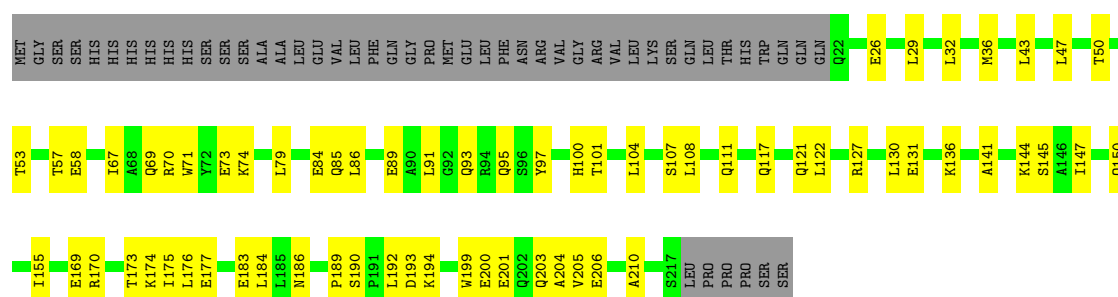 MET GLY SER SER HIS HIS HIS HIS HIS HIS SER SER SER ALA ALA LEU GLU VAL LEU PHE GLN GLY PRO MET GLU LEU PHE ASN ARG VAL GLY ARG VAL LEU LYS SER GLN LEU THR HIS TRP GLN GLN GLN Q22 E26 L29 L32 M36 L43 L47 T50
T53 T57 E58 I67 A68 Q69 R70 W71 Y72 E73 K74 L79 E84 Q85 L86 E89 A90 L91 G92 Q93 R94 Q95 S96 Y97 H100 T101 L104 S107 L108 Q111 Q117 Q121 L122 R127 L130 E131 K136 A141 K144 S145 A146 I147 Q150
I155 E169 R170 T173 K174 I175 L176 E177 E183 L184 L185 N186 P189 S190 P191 L192 D193 K194 W199 E200 E201 Q202 Q203 A204 V205 E206 A210 S217 LEU PRO PRO PRO SER SER